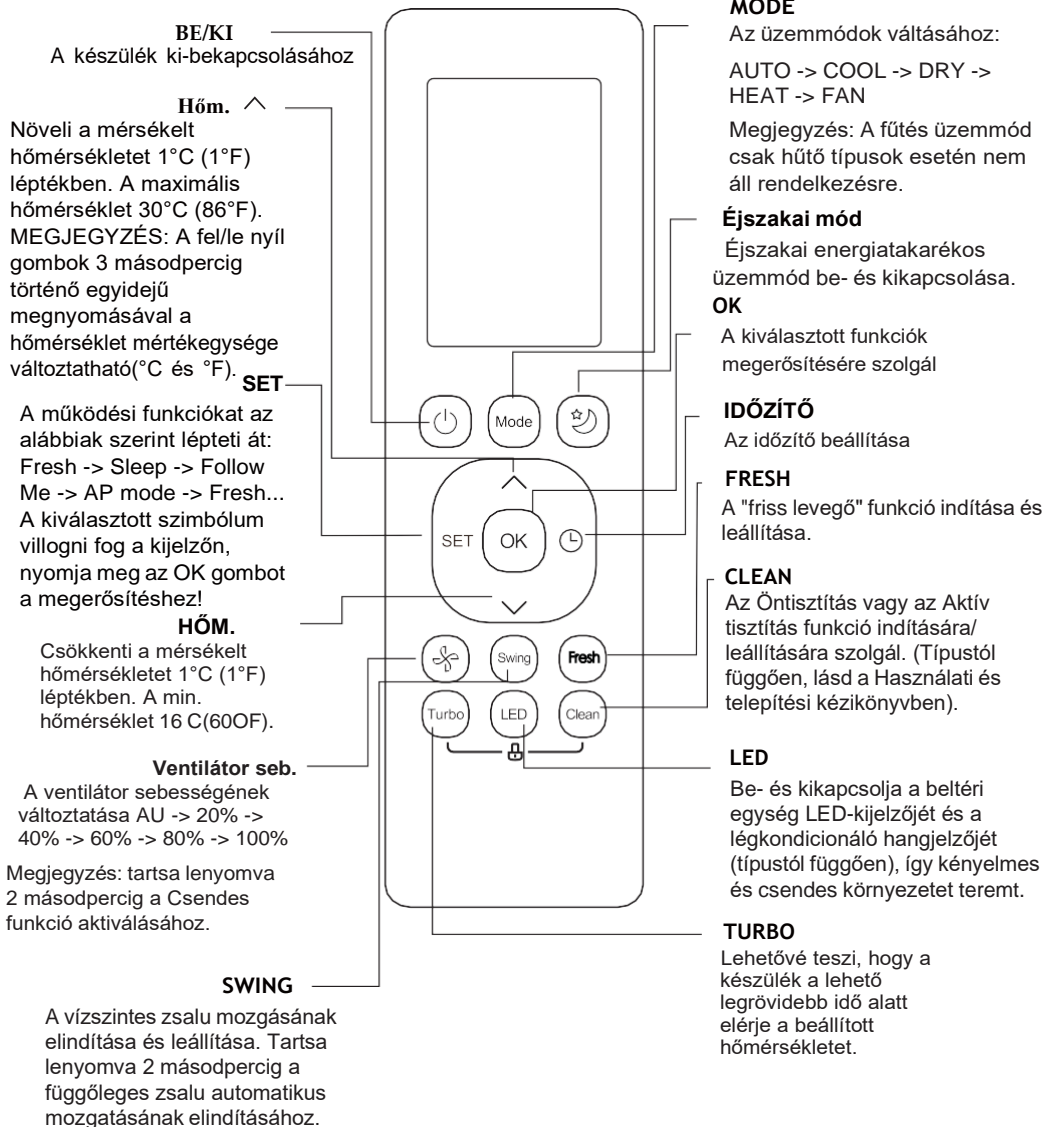 BE/KI
A készülék ki-bekapcsolásához
Hőm.
Növeli a mérsékelt
hőmérsékletet 1°C (1°F)
léptékben. A maximális
hőmérséklet 30°C (86°F).
MEGJEGYZÉS: A fel/le nyíl
gombok 3 másodpercig
történő egyidejű
megnyomásával a
hőmérséklet mértékegysége
változtatható(°C és °F).
SET
A működési funkciókat az
alábbiak szerint lépteti át:
Fresh -> Sleep -> Follow
Me -> AP mode -> Fresh...
A kiválasztott szimbólum
villogni fog a kijelzőn,
nyomja meg az OK gombot
a megerősítéshez!
HŐM.
Csökkenti a mérsékelt
hőmérsékletet 1°C (1°F)
léptékben. A min.
hőmérséklet 16 C(60OF).
Ventilátor seb.
A ventilátor sebességének
változtatása AU -> 20% ->
40% -> 60% -> 80% -> 100%
Megjegyzés: tartsa lenyomva
2 másodpercig a Csendes
funkció aktiválásához.
SWING
A vízszintes zsalu mozgásának
elindítása és leállítása. Tartsa
lenyomva 2 másodpercig a
függőleges zsalu automatikus
mozgatásának elindításához.
Mode
SET
OK
Swing
Fresh
Turbo
LED
Clean
MODE
Az üzemmódok váltásához:
AUTO -> COOL -> DRY ->
HEAT -> FAN
Megjegyzés: A fűtés üzemmód
csak hűtő típusok esetén nem
áll rendelkezésre.
Éjszakai mód
Éjszakai energiatakarékos
üzemmód be- és kikapcsolása.
OK
A kiválasztott funkciók
megerősítésére szolgál
IDŐZÍTŐ
Az időzítő beállítása
FRESH
A "friss levegő" funkció indítása és
leállítása.
CLEAN
Az Öntisztítás vagy az Aktív
tisztítás funkció indítására/
leállítására szolgál. (Típustól
függően, lásd a Használati és
telepítési kézikönyvben).
LED
Be- és kikapcsolja a beltéri
egység LED-kijelzőjét és a
légkondicionáló hangjelzőjét
(típustól függően), így kényelmes
és csendes környezetet teremt.
TURBO
Lehetővé teszi, hogy a
készülék a lehető
legrövidebb idő alatt
elérje a beállított
hőmérsékletet.